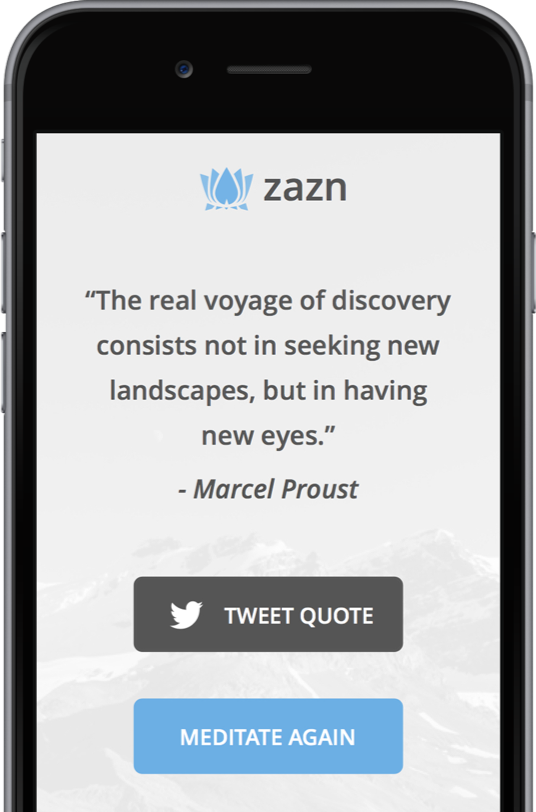 zazn
“The real voyage of discovery
consists not in seeking new
landscapes, but in having
new eyes.”
- Marcel Proust
TWEET QUOTE
MEDITATE AGAIN